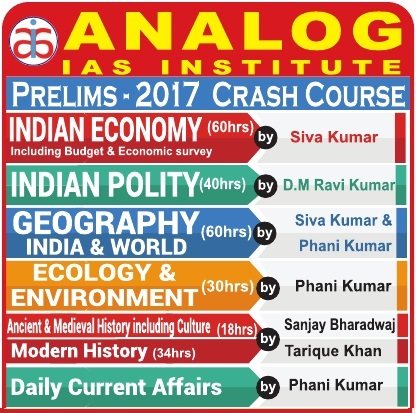 ANALOG
IAS INSTITUTE
PRELIMS - 2017 CRASH COURSE
INDIAN ECONOMY (60hrs) by Siva Kumar
Including Budget & Economic survey
INDIAN POLITY (40hrs) by D.M Ravi Kumar
GEOGRAPHY
INDIA & WORLD (60hrs) by Siva Kumar &
Phani Kumar
ECOLOGY &
ENVIRONMENT (30hrs) by Phani Kumar
Ancient & Medieval History including Culture (18hrs) by Sanjay Bharadwaj
Modern History (34hrs) Tarique Khan
Daily Current Affairs by Phani Kumar